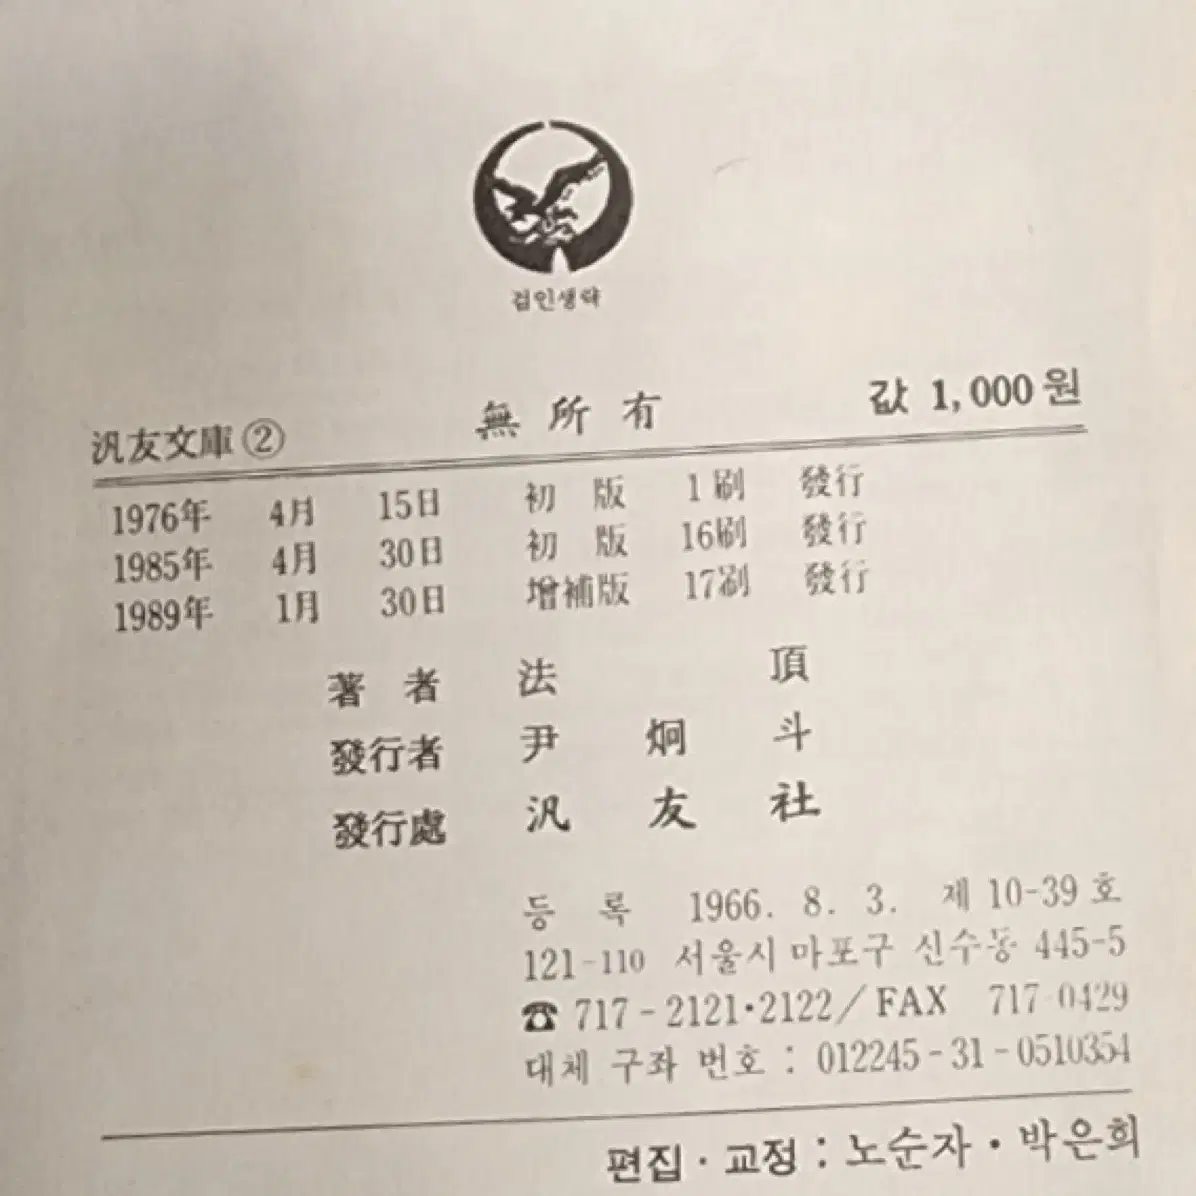 검인생략
汎友文庫② 無所有 값 1,000원
1976年 4月 15日 初版 1刷 發行
1985年 4月 30日 初版 16刷 發行
1989年 1月 30日 增補版 17刷 發行
著者 法頂
發行者 尹炯斗
發行處 汎友社
등록 1966. 8. 3. 제 10-39 호
121-110 서울시 마포구 신수동 445-5
☎ 717-2121·2122/FAX 717-0429
대체 구좌 번호 : 012245-31-0510354
편집·교정 : 노순자·박은희